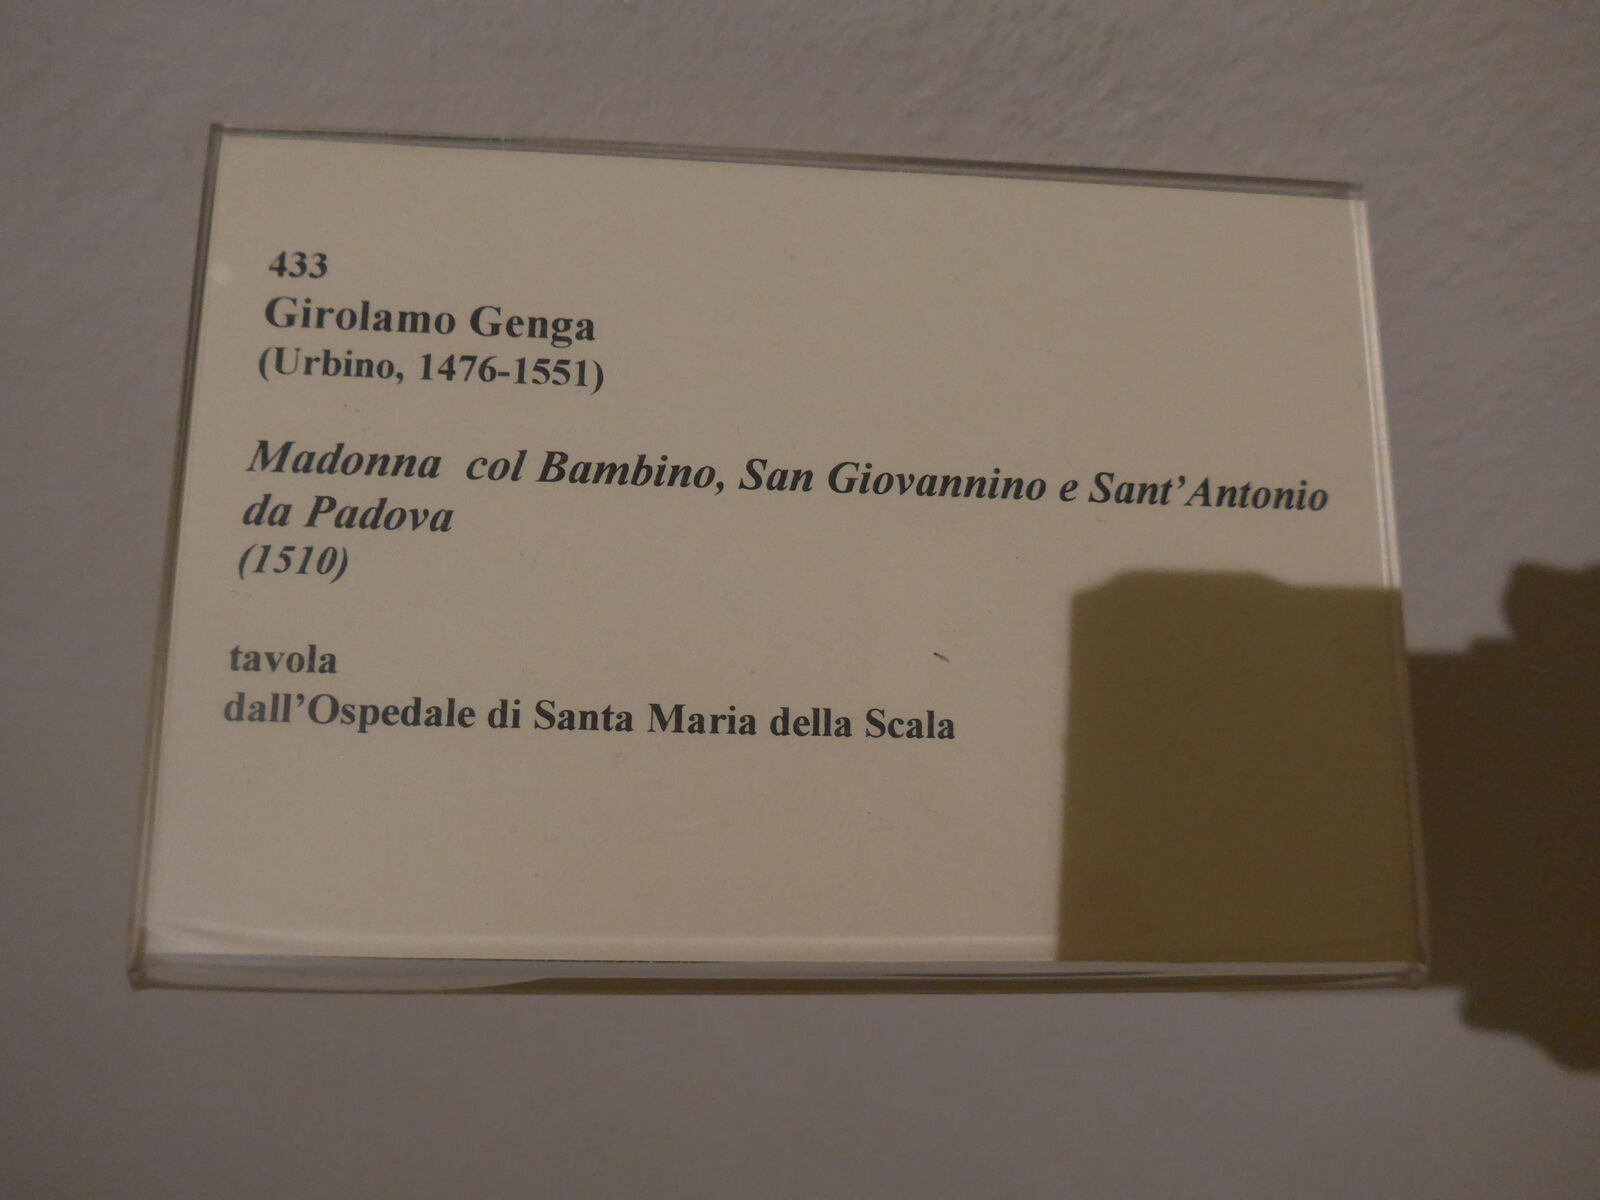 433
Girolamo Genga
(Urbino, 1476-1551)
Madonna col Bambino, San Giovannino e Sant’Antonio
da Padova
(1510)
tavola
dall’Ospedale di Santa Maria della Scala